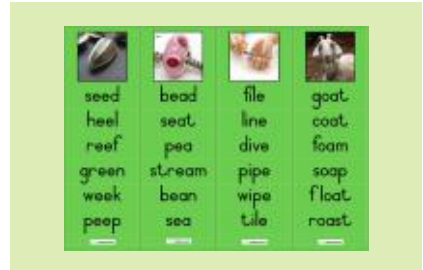 seed bead file goat
heel seat line coat
reef pea dive foam
green stream pipe soap
week bean wipe float
peep sea tile roast